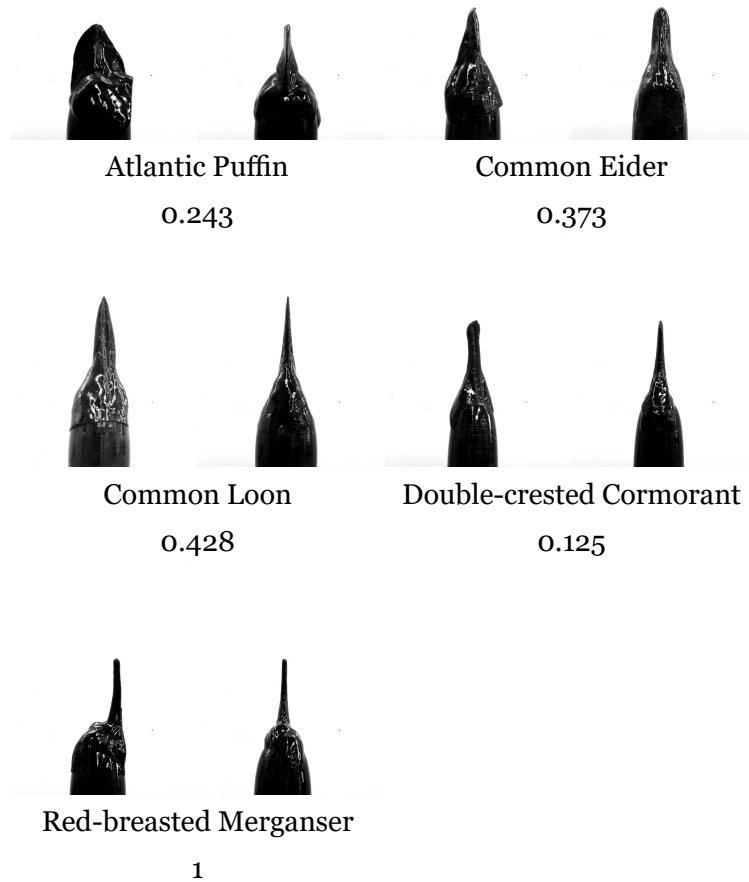 Atlantic Puffin
0.243
Common Eider
0.373
Common Loon
0.428
Double-crested Cormorant
0.125
Red-breasted Merganser
1